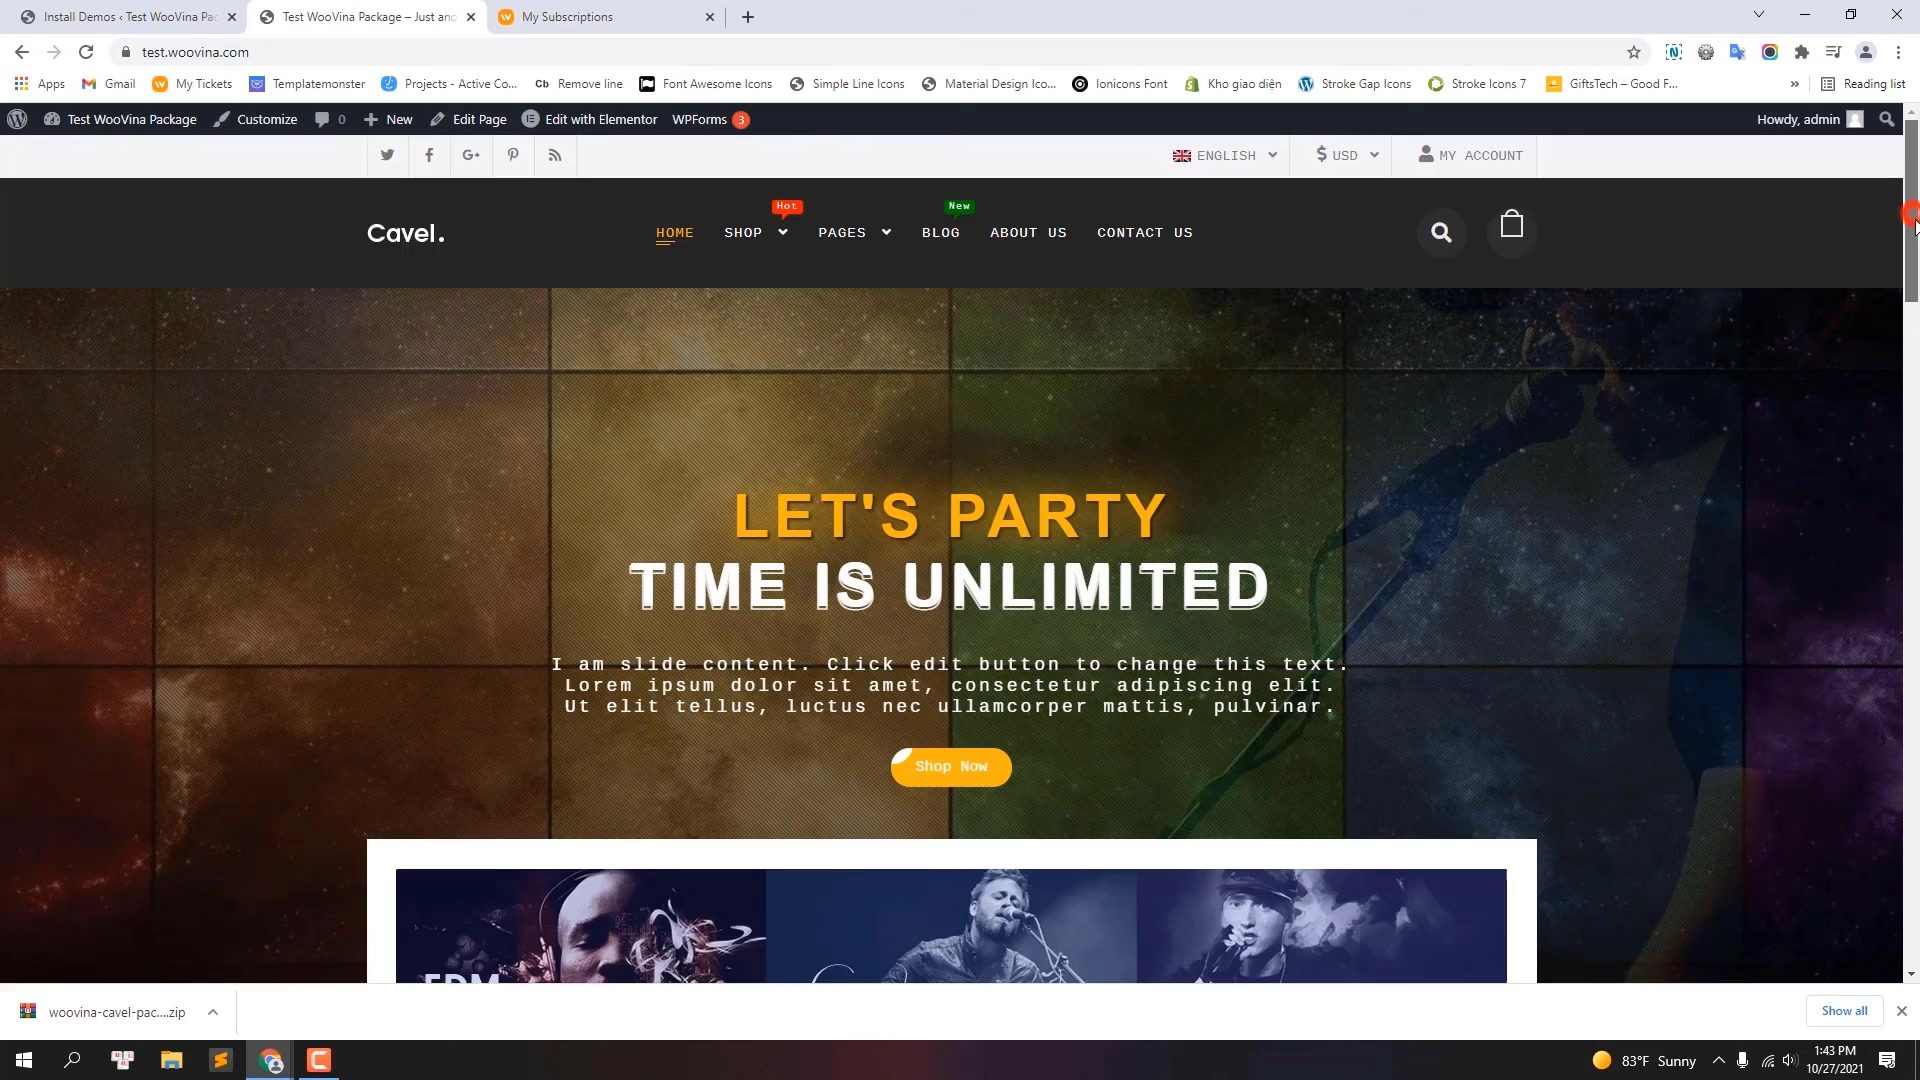 Install Demos ‹ Test WooVina Pac
Test WooVina Package – Just ano
My Subscriptions
test.woovina.com
Apps
Gmail
My Tickets
Templatemonster
Projects - Active Co...
Cb Remove line
Font Awesome Icons
Simple Line Icons
Material Design Ico...
Ionicons Font
Kho giao diện
Stroke Gap Icons
Stroke Icons 7
GiftsTech – Good F...
»
Reading list
Test WooVina Package
Customize
0
New
Edit Page
Edit with Elementor
WPForms 3
Howdy, admin
ENGLISH
$ USD
MY ACCOUNT
Cavel.
HOME
SHOP
Hot
PAGES
BLOG
New
ABOUT US
CONTACT US
LET'S PARTY
TIME IS UNLIMITED
I am slide content. Click edit button to change this text.
Lorem ipsum dolor sit amet, consectetur adipiscing elit.
Ut elit tellus, luctus nec ullamcorper mattis, pulvinar.
Shop Now
EDM
woovina-cavel-pac....zip
Show all
83°F Sunny
1:43 PM
10/27/2021